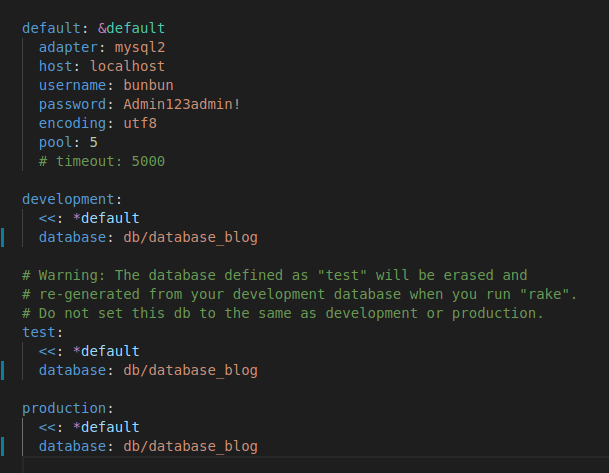 default: &default
  adapter: mysql2
  host: localhost
  username: bunbun
  password: Admin123admin!
  encoding: utf8
  pool: 5
  # timeout: 5000
development:
  <<: *default
  database: db/database_blog
# Warning: The database defined as "test" will be erased and
# re-generated from your development database when you run "rake".
# Do not set this db to the same as development or production.
test:
  <<: *default
  database: db/database_blog
production:
  <<: *default
  database: db/database_blog